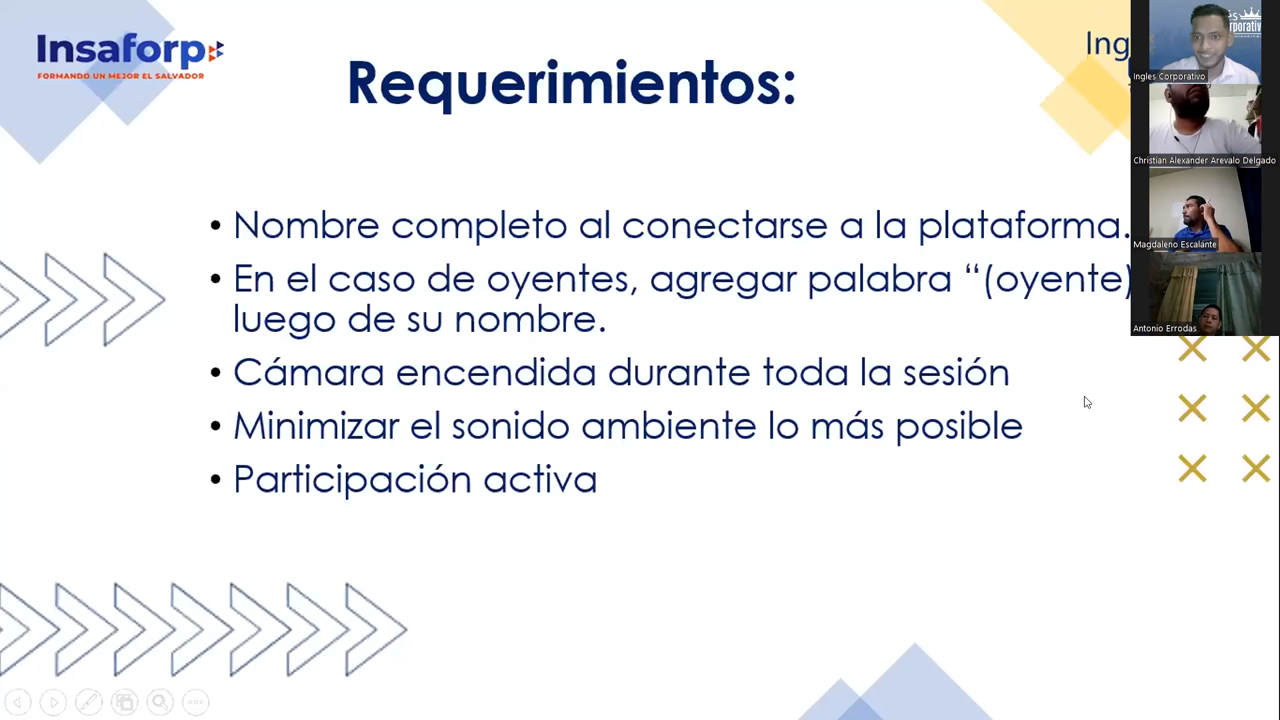 Insaforp
FORMANDO UN MEJOR EL SALVADOR
Requerimientos:
Ing
Ingles Corporativo
Christian Alexander Arevalo Delgado
Magdaleno Escalante
Antonio Errodas
• Nombre completo al conectarse a la plataforma.
• En el caso de oyentes, agregar palabra “(oyente)
luego de su nombre.
• Cámara encendida durante toda la sesión
• Minimizar el sonido ambiente lo más posible
• Participación activa